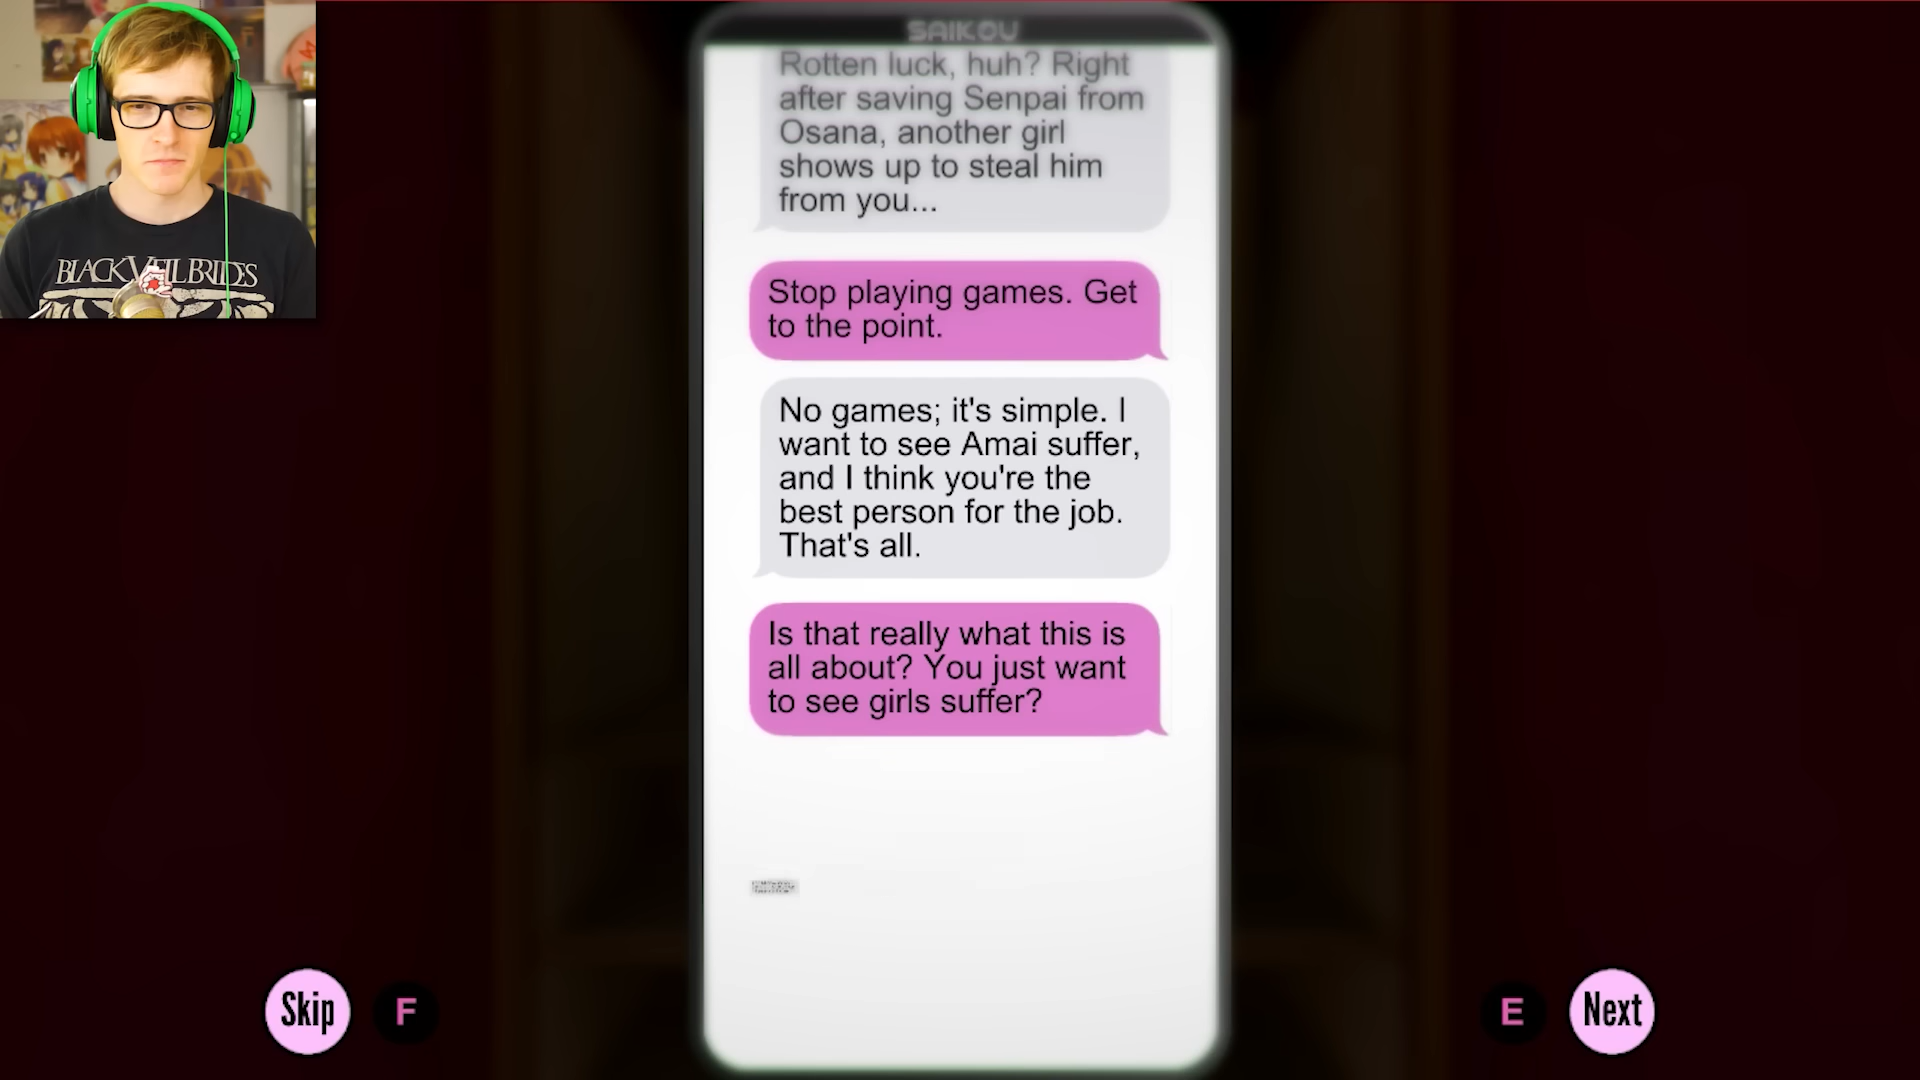 SAIKOU
Rotten luck, huh? Right
after saving Senpai from
Osana, another girl
shows up to steal him
from you...
Stop playing games. Get
to the point.
No games; it's simple. I
want to see Amai suffer,
and I think you're the
best person for the job.
That's all.
Is that really what this is
all about? You just want
to see girls suffer?
BLACK VEIL BRIDES
Skip
F
E
Next